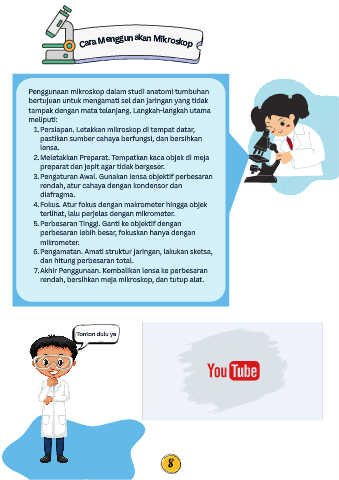 Cara Menggunakan Mikroskop
Penggunaan mikroskop dalam studi anatomi tumbuhan
bertujuan untuk mengamati sel dan jaringan yang tidak
tampak dengan mata telanjang. Langkah-langkah utama
meliputi:
1. Persiapan. Letakkan mikroskop di tempat datar,
pastikan sumber cahaya berfungsi, dan bersihkan
lensa.
2. Meletakkan Preparat. Tempatkan kaca objek di meja
preparat dan jepit agar tidak bergeser.
3. Pengaturan Awal. Gunakan lensa objektif perbesaran
rendah, atur cahaya dengan kondensor dan
diafragma.
4. Fokus. Atur fokus dengan makrometer hingga objek
terlihat, lalu perjelas dengan mikrometer.
5. Perbesaran Tinggi. Ganti ke objektif dengan
perbesaran lebih besar, fokuskan hanya dengan
mikrometer.
6. Pengamatan. Amati struktur jaringan, lakukan sketsa,
dan hitung perbesaran total.
7. Akhir Penggunaan. Kembalikan lensa ke perbesaran
rendah, bersihkan meja mikroskop, dan tutup alat.
Tonton dulu ya
YouTube
8